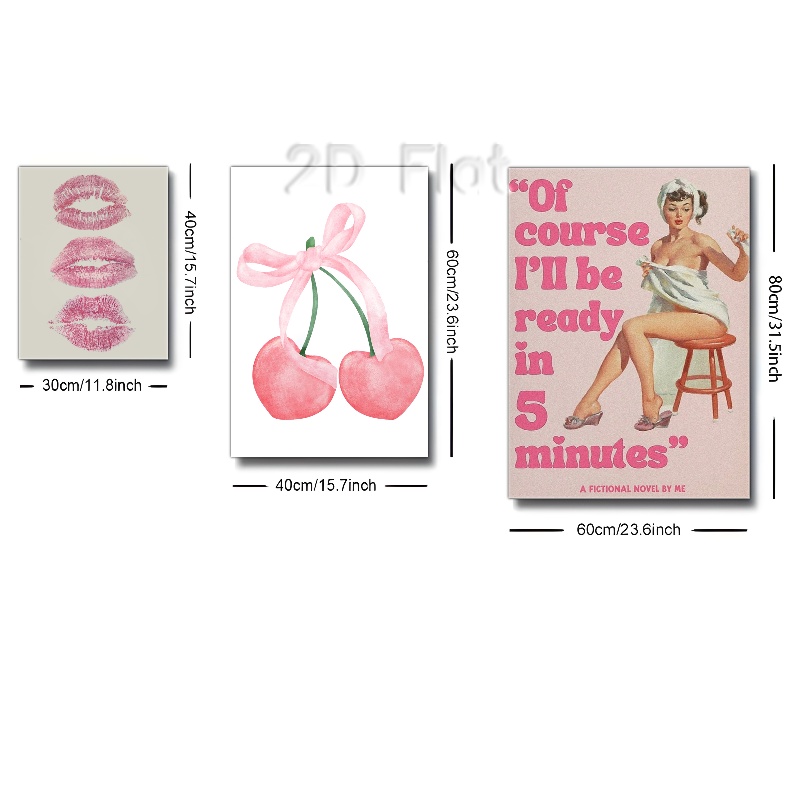 2D Flat
40cm/15.7inch
30cm/11.8inch
60cm/23.6inch
40cm/15.7inch
“Of
course
I'll be
ready
in
5
minutes”
A FICTIONAL NOVEL BY ME
80cm/31.5inch
60cm/23.6inch